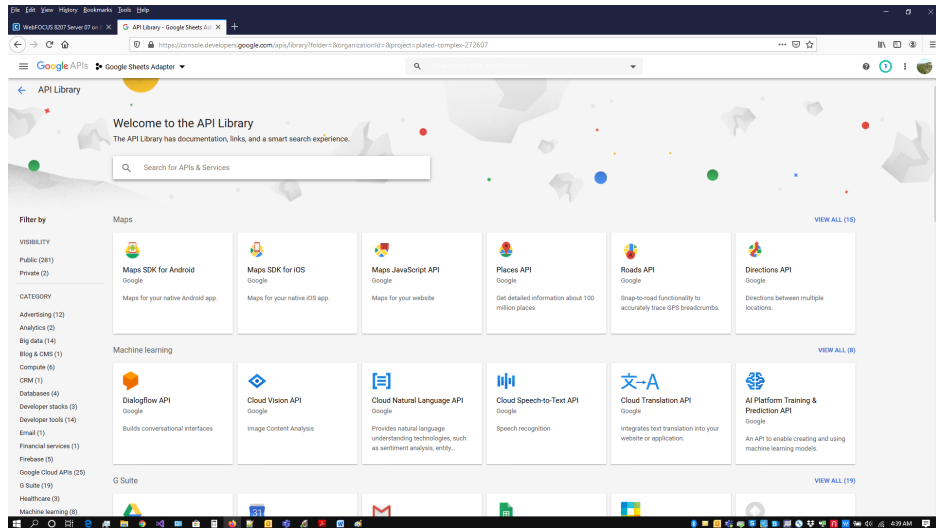 File Edit View History Bookmarks Tools Help
WebFOCUS 8207 Server 07 on
API Library - Google Sheets Ad
https://console.developers.google.com/apis/library?folder=&organizationId=&project=plated-complex-272607
Google APIs
Google Sheets Adapter
1
API Library
Welcome to the API Library
The API Library has documentation, links, and a smart search experience.
Search for APIs & Services
Filter by
VISIBILITY
Public (281)
Private (2)
CATEGORY
Advertising (12)
Analytics (2)
Big data (14)
Blog & CMS (1)
Compute (6)
CRM (1)
Databases (4)
Developer stacks (3)
Developer tools (14)
Email (1)
Financial services (1)
Firebase (5)
Google Cloud APIs (25)
G Suite (19)
Healthcare (3)
Machine learning (8)
Maps
VIEW ALL (15)
Maps SDK for Android
Google
Maps for your native Android app.
Maps SDK for iOS
Google
Maps for your native iOS app.
Maps JavaScript API
Google
Maps for your website
Places API
Google
Get detailed information about 100
million places
Roads API
Google
Snap-to-road functionality to
accurately trace GPS breadcrumbs.
Directions API
Google
Directions between multiple
locations.
Machine learning
VIEW ALL (8)
Dialogflow API
Google
Builds conversational interfaces
Cloud Vision API
Google
Image Content Analysis
Cloud Natural Language API
Google
Provides natural language
understanding technologies, such
as sentiment analysis, entity...
Cloud Speech-to-Text API
Google
Speech recognition
文→A
Cloud Translation API
Google
Integrates text translation into your
website or application.
AI Platform Training &
Prediction API
Google
An API to enable creating and using
machine learning models.
G Suite
VIEW ALL (19)
31
4:39 AM